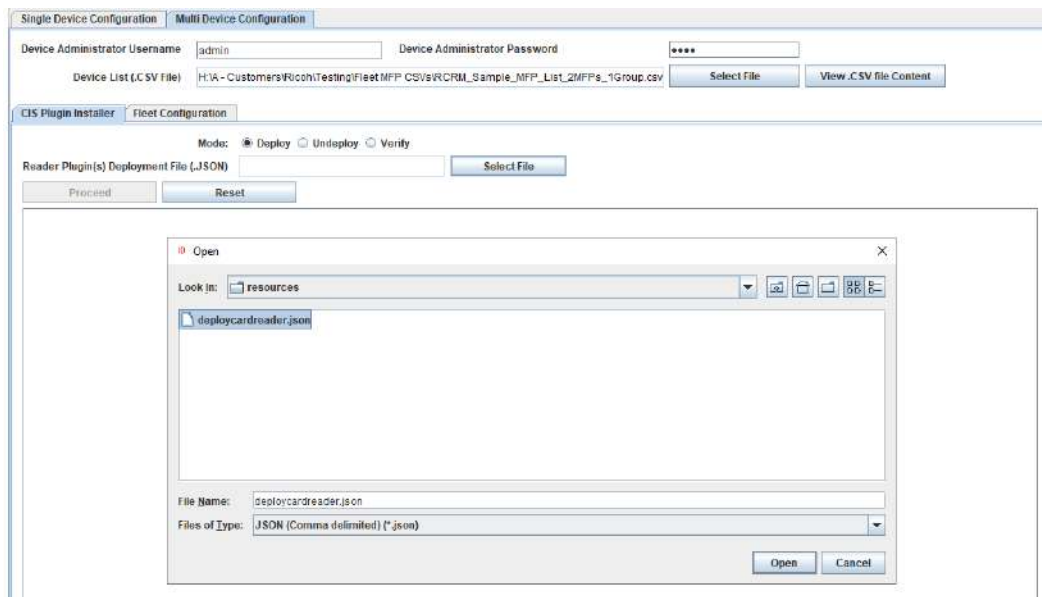 Single Device Configuration Multi Device Configuration
Device Administrator Username admin Device Administrator Password ●●●●
Device List (.CSV File) H:\A - Customers\Ricoh\Testing\Fleet MFP CSVs\RCRM_Sample_MFP_List_2MFPs_1Group.csv Select File View .CSV file Content
CIS Plugin Installer Fleet Configuration
Mode: Deploy Undeploy Verify
Reader Plugin(s) Deployment File (.JSON) Select File
Proceed Reset
Open
Look In: resources
deploycardreader.json
File Name: deploycardreader.json
Files of Type: JSON (Comma delimited) (*.json)
Open Cancel